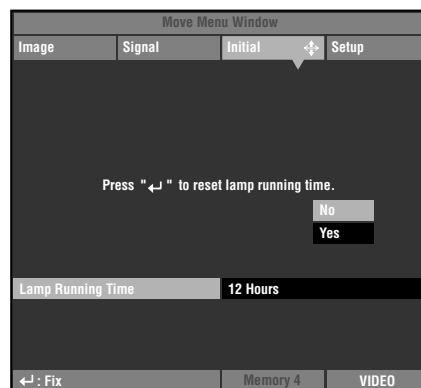 Move Menu Window
Image Signal Initial Setup
Press "↵" to reset lamp running time.
No
Yes
Lamp Running Time 12 Hours
↵ : Fix Memory 4 VIDEO